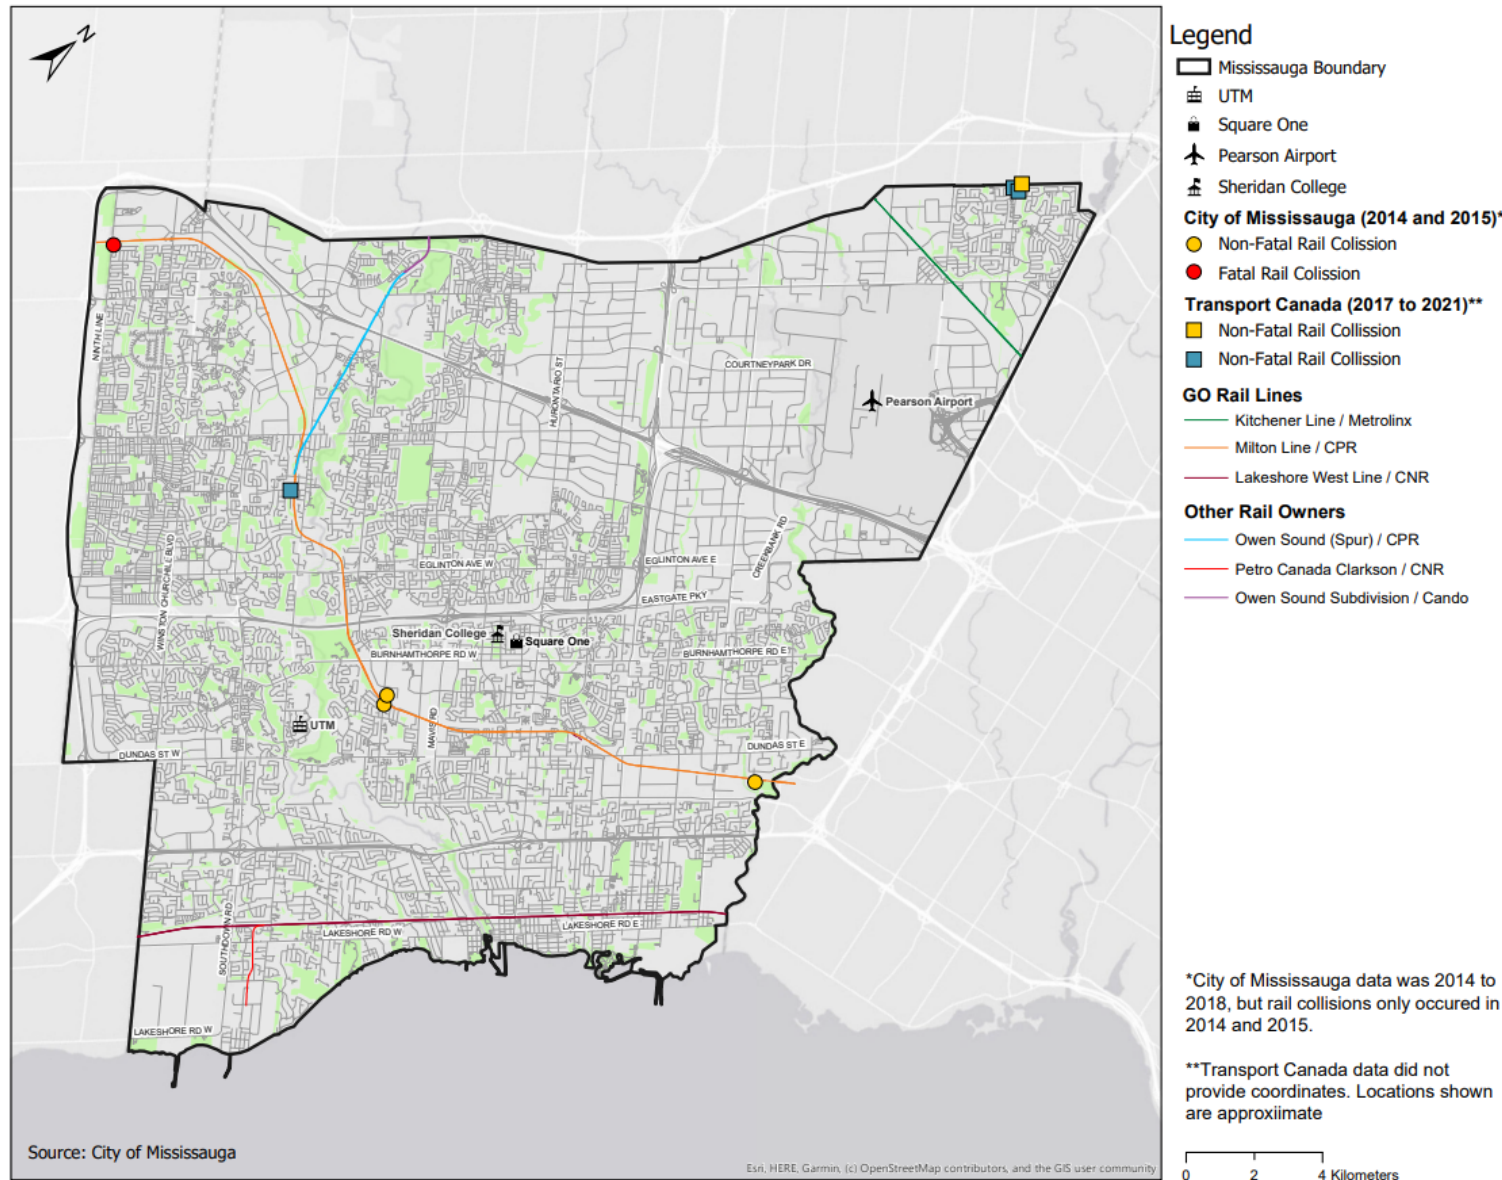 N
NINTH LINE
WINSTON CHURCHILL BLVD
HURONTARIO ST
COURTNEYPARK DR
Pearson Airport
CREEKBANK RD
EGLINTON AVE W
EGLINTON AVE E
EASTGATE PKY
Sheridan College
Square One
BURNHAMTHORPE RD W
BURNHAMTHORPE RD E
UTM
MAVIS RD
DUNDAS ST W
DUNDAS ST E
SOUTHDOWN RD
LAKESHORE RD W
LAKESHORE RD E
LAKESHORE RD W
Source: City of Mississauga
Esri, HERE, Garmin, (c) OpenStreetMap contributors, and the GIS user community
Legend
Mississauga Boundary
UTM
Square One
Pearson Airport
Sheridan College
City of Mississauga (2014 and 2015)*
Non-Fatal Rail Colission
Fatal Rail Colission
Transport Canada (2017 to 2021)**
Non-Fatal Rail Collission
Non-Fatal Rail Collission
GO Rail Lines
Kitchener Line / Metrolinx
Milton Line / CPR
Lakeshore West Line / CNR
Other Rail Owners
Owen Sound (Spur) / CPR
Petro Canada Clarkson / CNR
Owen Sound Subdivision / Cando
*City of Mississauga data was 2014 to
2018, but rail collisions only occured in
2014 and 2015.
**Transport Canada data did not
provide coordinates. Locations shown
are approxiimate
0 2 4 Kilometers